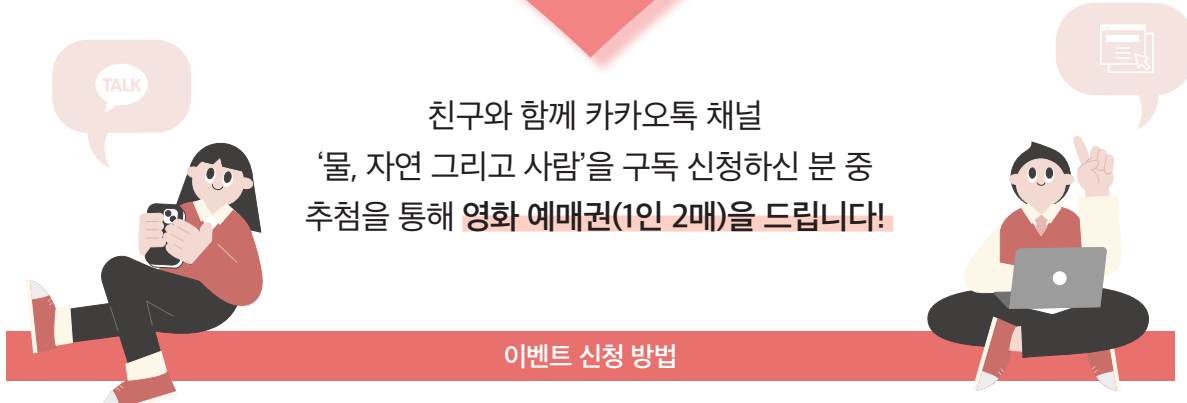 TALK
친구와 함께 카카오톡 채널
‘물, 자연 그리고 사람’을 구독 신청하신 분 중
추첨을 통해 영화 예매권(1인 2매)을 드립니다!
이벤트 신청 방법